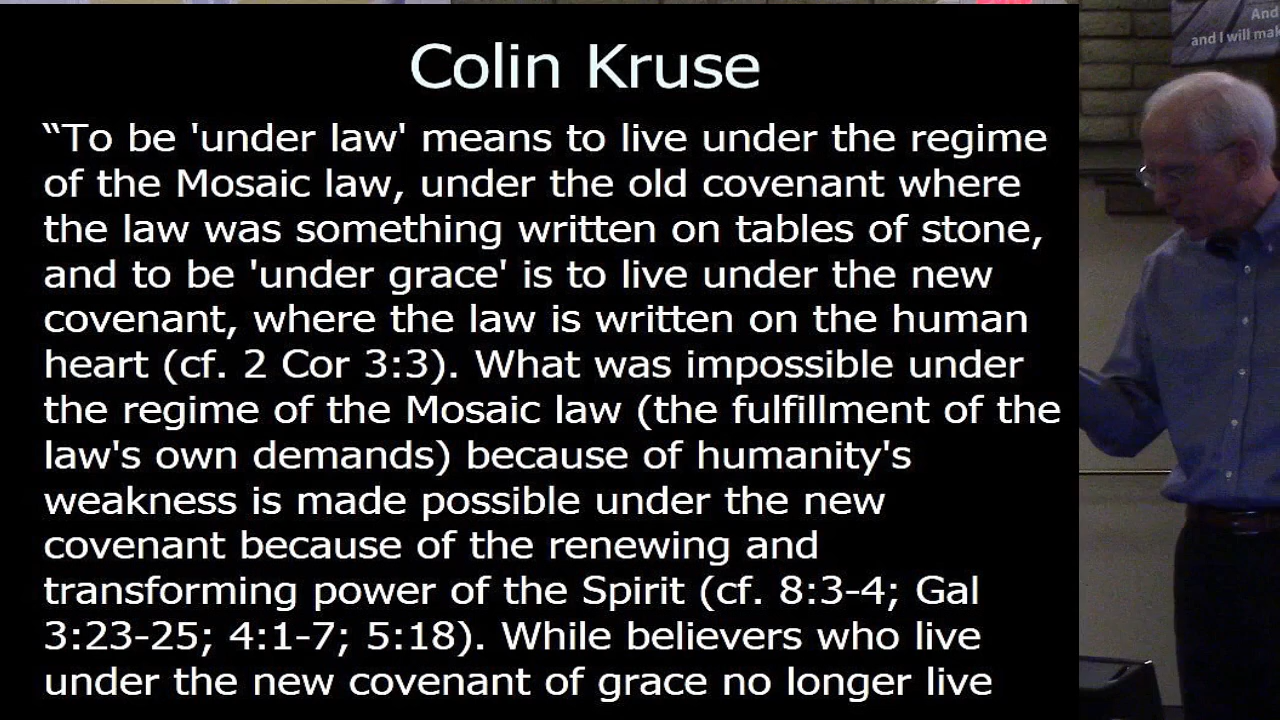 Colin Kruse
“To be 'under law' means to live under the regime
of the Mosaic law, under the old covenant where
the law was something written on tables of stone,
and to be 'under grace' is to live under the new
covenant, where the law is written on the human
heart (cf. 2 Cor 3:3). What was impossible under
the regime of the Mosaic law (the fulfillment of the
law's own demands) because of humanity's
weakness is made possible under the new
covenant because of the renewing and
transforming power of the Spirit (cf. 8:3-4; Gal
3:23-25; 4:1-7; 5:18). While believers who live
under the new covenant of grace no longer live
And
and I will mak